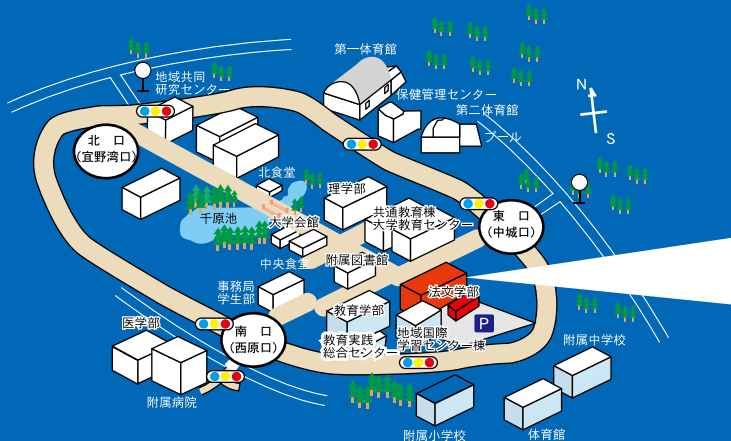 第一体育館
地域共同
研究センター
保健管理センター
第二体育館
プール
N
S
北　口
(宜野湾口)
北食堂
理学部
千原池
大学会館
共通教育棟
大学教育センター
東　口
(中城口)
中央食堂
附属図書館
事務局
学生部
法文学部
教育学部
医学部
南　口
(西原口)
教育実践
総合センター
地域国際
学習センター棟
P
附属中学校
附属病院
附属小学校
体育館